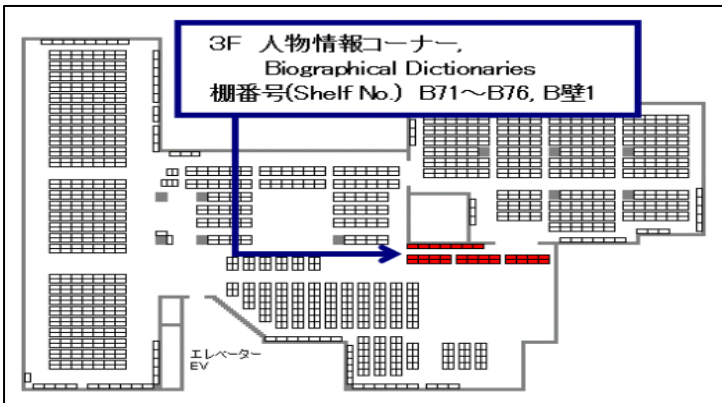 3F 人物情報コーナー,
Biographical Dictionaries
棚番号(Shelf No.) B71～B76, B壁1
エレベーター
EV